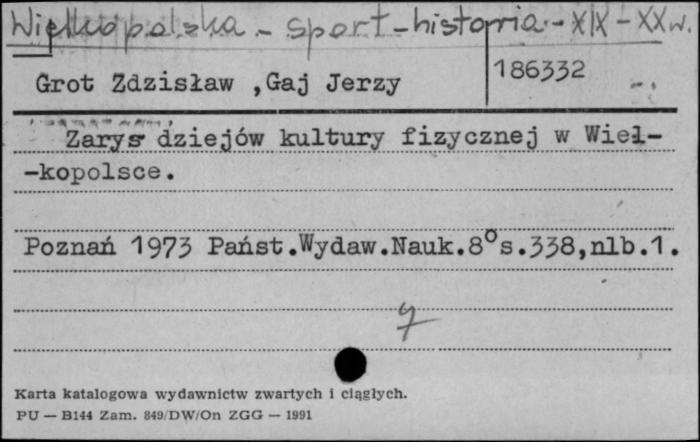 Wielkopolska - sport - historia - XIX - XX w.
Grot Zdzisław ,Gaj Jerzy
186332
Zarys dziejów kultury fizycznej w Wiel-
-kopolsce.
Poznań 1973 Państ.Wydaw.Nauk.8°s.338,nlb.1.
Karta katalogowa wydawnictw zwartych i ciągłych.
PU — B144 Zam. 849/DW/On ZGG — 1991